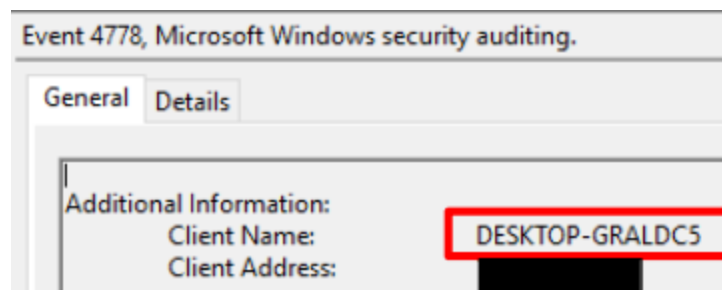 Event 4778, Microsoft Windows security auditing.
General Details
Additional Information:
Client Name: DESKTOP-GRALDC5
Client Address: